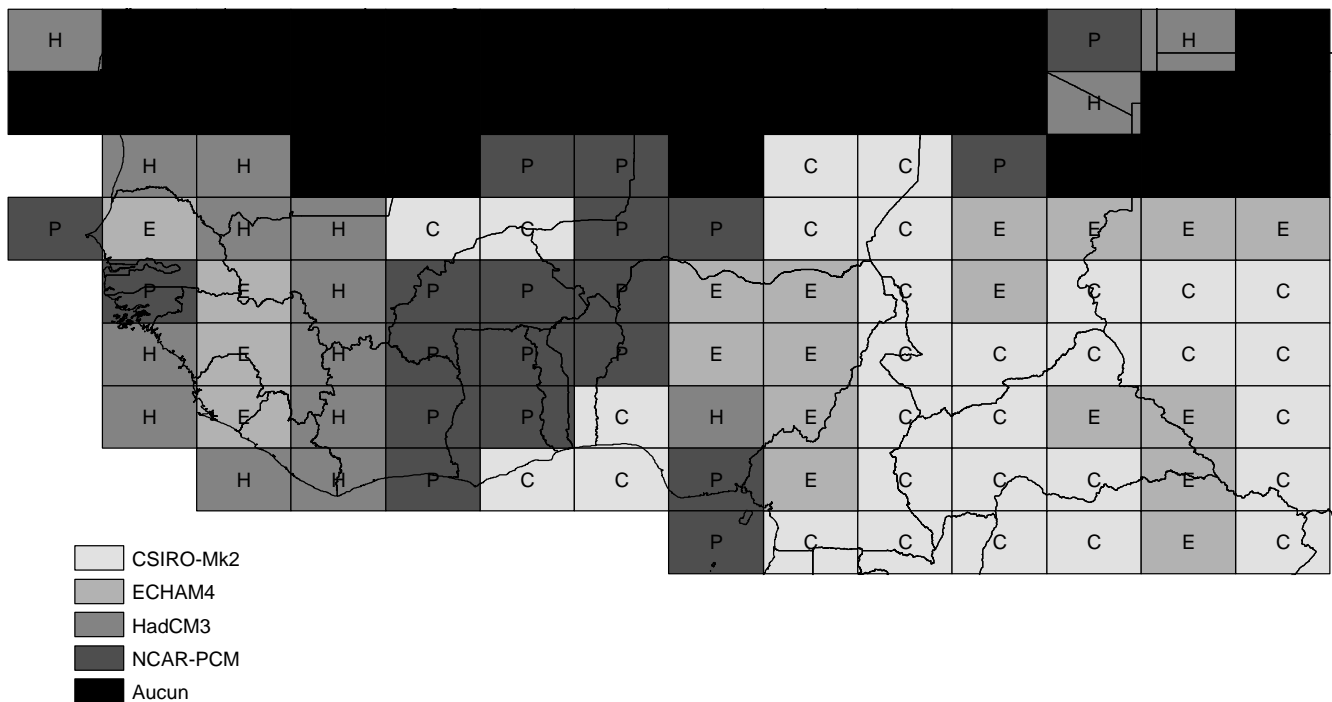 H P H
H
H H P P C C P
P E H H C C P P C C E E E E
P E H P P P E E C E C C C
H E H P P P E E C C C C C
H E H P P C H E C C E E C
H H P C C P E C C C E C
P C C C C E C
CSIRO-Mk2
ECHAM4
HadCM3
NCAR-PCM
Aucun